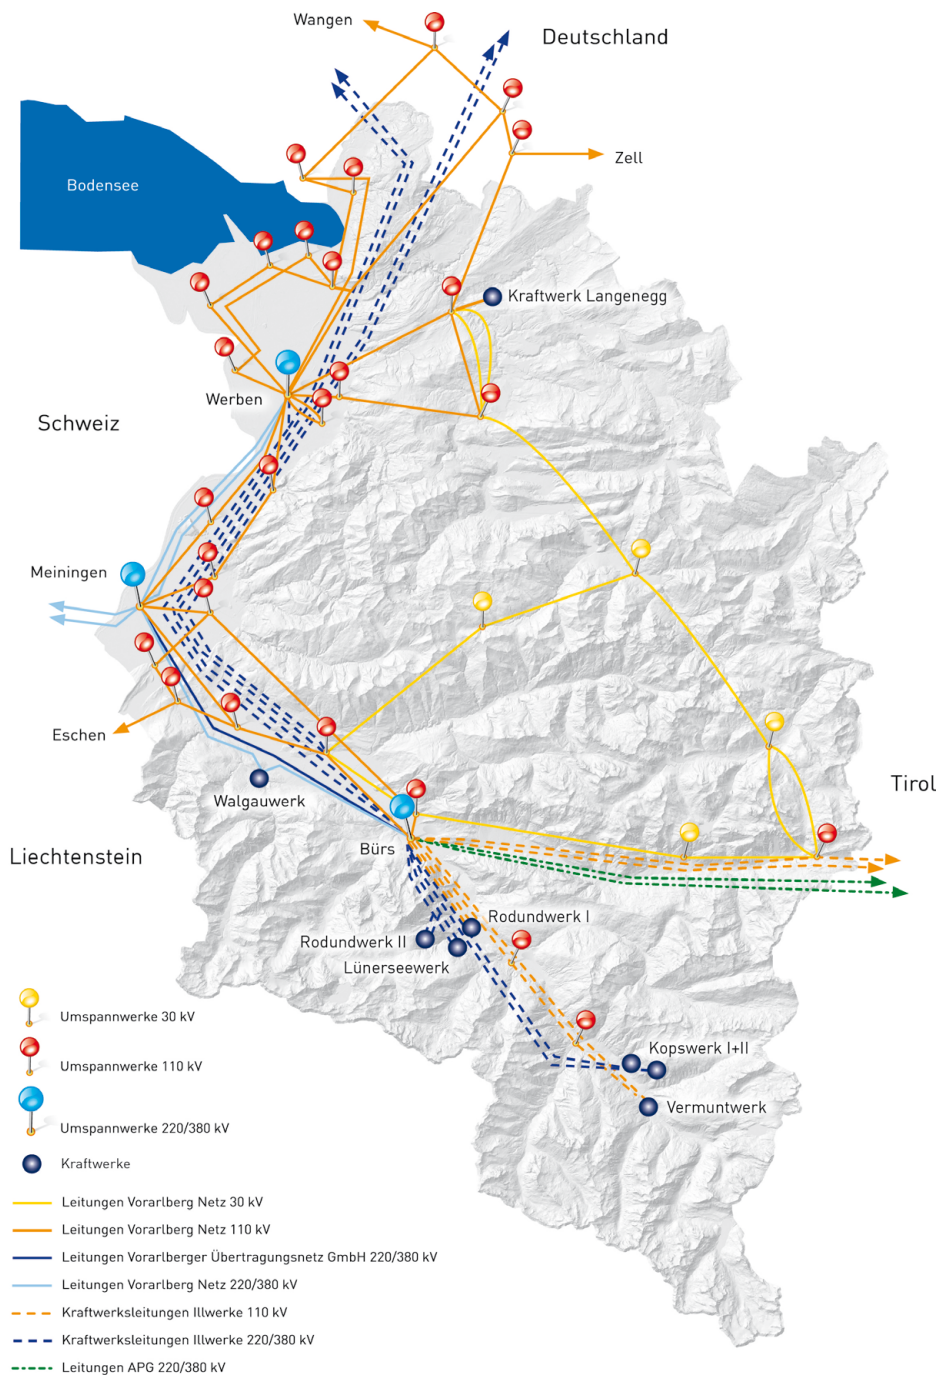 Wangen
Deutschland
Zell
Bodensee
Kraftwerk Langenegg
Werben
Schweiz
Meiningen
Eschen
Walgauwerk
Tirol
Bürs
Liechtenstein
Rodundwerk I
Rodundwerk II
Lünerseewerk
Kopswerk I+II
Vermuntwerk
Umspannwerke 30 kV
Umspannwerke 110 kV
Umspannwerke 220/380 kV
Kraftwerke
Leitungen Vorarlberg Netz 30 kV
Leitungen Vorarlberg Netz 110 kV
Leitungen Vorarlberger Übertragungsnetz GmbH 220/380 kV
Leitungen Vorarlberg Netz 220/380 kV
Kraftwerksleitungen Illwerke 110 kV
Kraftwerksleitungen Illwerke 220/380 kV
Leitungen APG 220/380 kV